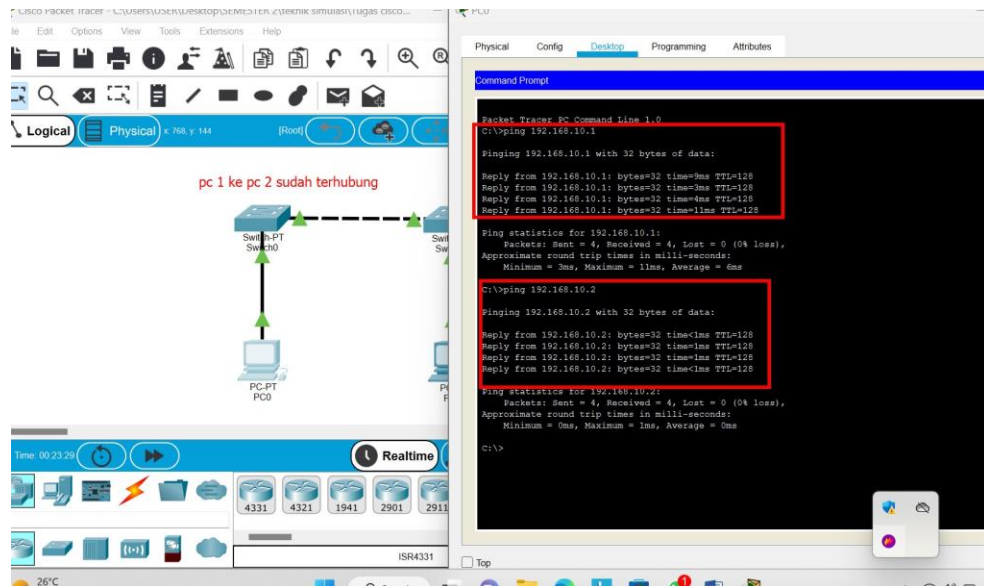 Cisco Packet Tracer - C:\Users\USER\Desktop\SEMESTER 2\teknik simulasi\Tugas cisco...
Edit Options View Tools Extensions Help
Logical
Physical
x: 768, y: 144
[Root]
pc 1 ke pc 2 sudah terhubung
Switch-PT
Switch0
PC-PT
PC0
Time: 00:23:29
Realtime
4331 4321 1941 2901 2911
ISR4331
26°C
PC0
Physical Config Desktop Programming Attributes
Command Prompt
Packet Tracer PC Command Line 1.0
C:\>ping 192.168.10.1
Pinging 192.168.10.1 with 32 bytes of data:
Reply from 192.168.10.1: bytes=32 time=9ms TTL=128
Reply from 192.168.10.1: bytes=32 time=3ms TTL=128
Reply from 192.168.10.1: bytes=32 time=4ms TTL=128
Reply from 192.168.10.1: bytes=32 time=11ms TTL=128
Ping statistics for 192.168.10.1:
Packets: Sent = 4, Received = 4, Lost = 0 (0% loss),
Approximate round trip times in milli-seconds:
Minimum = 3ms, Maximum = 11ms, Average = 6ms
C:\>ping 192.168.10.2
Pinging 192.168.10.2 with 32 bytes of data:
Reply from 192.168.10.2: bytes=32 time<1ms TTL=128
Reply from 192.168.10.2: bytes=32 time=1ms TTL=128
Reply from 192.168.10.2: bytes=32 time=1ms TTL=128
Reply from 192.168.10.2: bytes=32 time<1ms TTL=128
Ping statistics for 192.168.10.2:
Packets: Sent = 4, Received = 4, Lost = 0 (0% loss),
Approximate round trip times in milli-seconds:
Minimum = 0ms, Maximum = 1ms, Average = 0ms
C:\>
Top